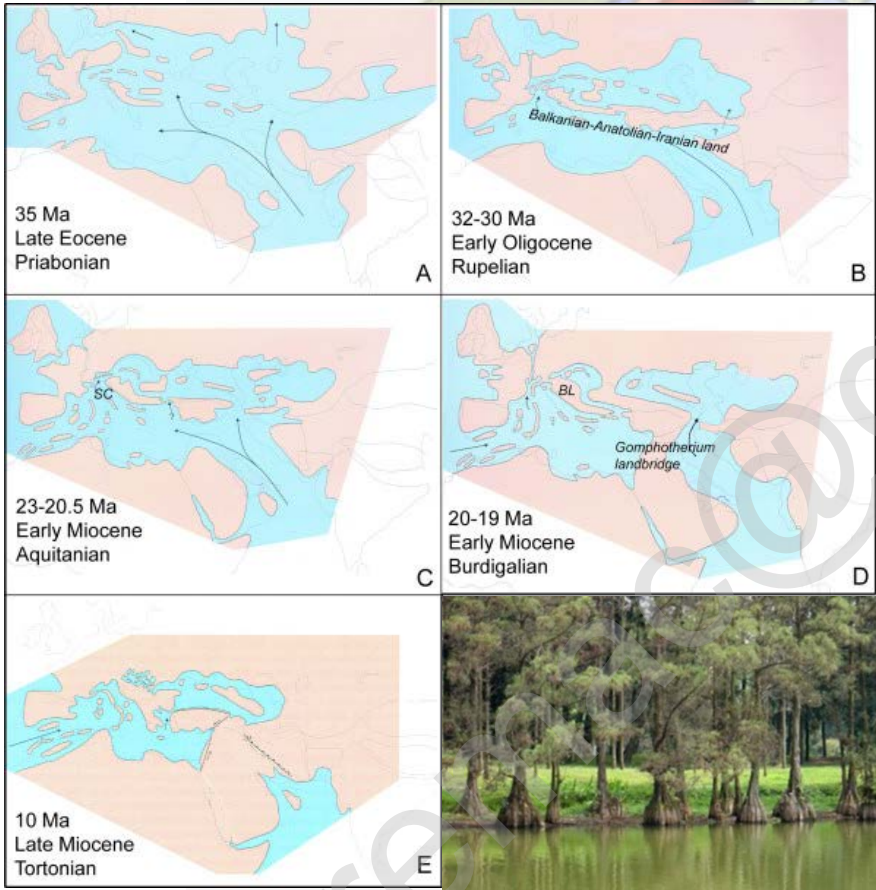 35 Ma
Late Eocene
Priabonian
A
Balkanian-Anatolian-Iranian land
32-30 Ma
Early Oligocene
Rupelian
B
SC
?
23-20.5 Ma
Early Miocene
Aquitanian
C
BL
Gomphotherium
landbridge
20-19 Ma
Early Miocene
Burdigalian
D
10 Ma
Late Miocene
Tortonian
E